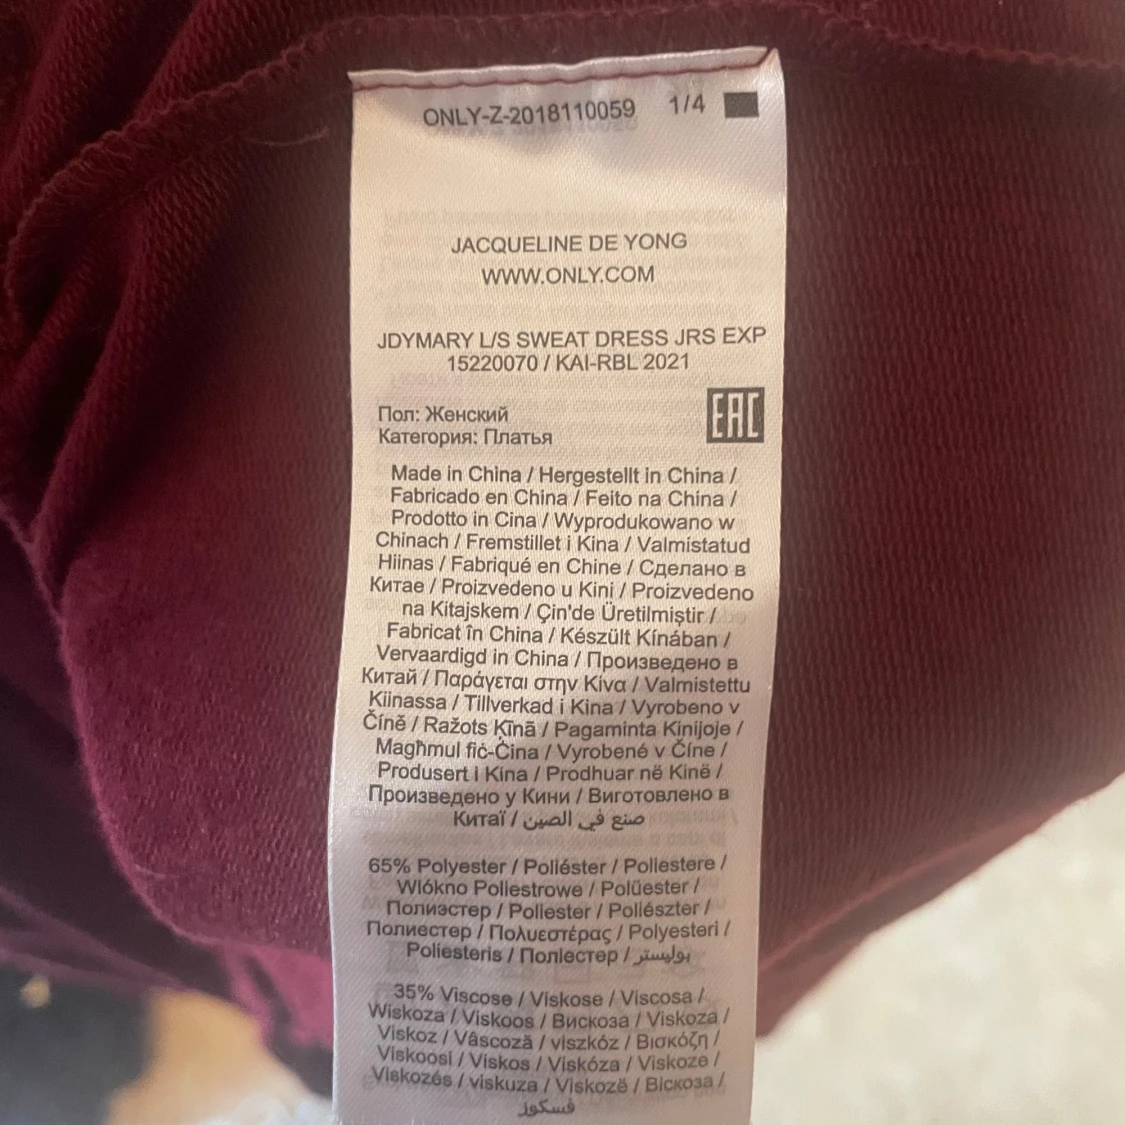 ONLY-Z-2018110059 1/4
JACQUELINE DE YONG
WWW.ONLY.COM
JDYMARY L/S SWEAT DRESS JRS EXP
15220070 / KAI-RBL 2021
Пол: Женский
Категория: Платья
EAC
Made in China / Hergestellt in China /
Fabricado en China / Feito na China /
Prodotto in Cina / Wyprodukowano w
Chinach / Fremstillet i Kina / Valmistatud
Hiinas / Fabriqué en Chine / Сделано в
Китае / Proizvedeno u Kini / Proizvedeno
na Kitajskem / Çin'de Üretilmiştir /
Fabricat în China / Készült Kínában /
Vervaardigd in China / Произведено в
Китай / Παράγεται στην Κίνα / Valmistettu
Kiinassa / Tillverkad i Kina / Vyrobeno v
Číně / Ražots Ķīnā / Pagaminta Kinijoje /
Magħmul fiċ-Ċina / Vyrobené v Číne /
Produsert i Kina / Prodhuar në Kinë /
Произведено у Кини / Виготовлено в
Китаї / صنع في الصين
65% Polyester / Poliéster / Poliestere /
Wlókno Poliestrowe / Polüester /
Полиэстер / Poliester / Poliészter /
Полиестер / Πολυεστέρας / Polyesteri /
Poliesteris / Поліестер / بوليستر
35% Viscose / Viskose / Viscosa /
Wiskoza / Viskoos / Вискоза / Viskoza /
Viskoz / Vâscoză / viszkóz / Βισκόζη /
Viskoosi / Viskos / Viskóza / Viskoze /
Viskozés / viskuza / Viskozë / Віскоза /
فسكوز